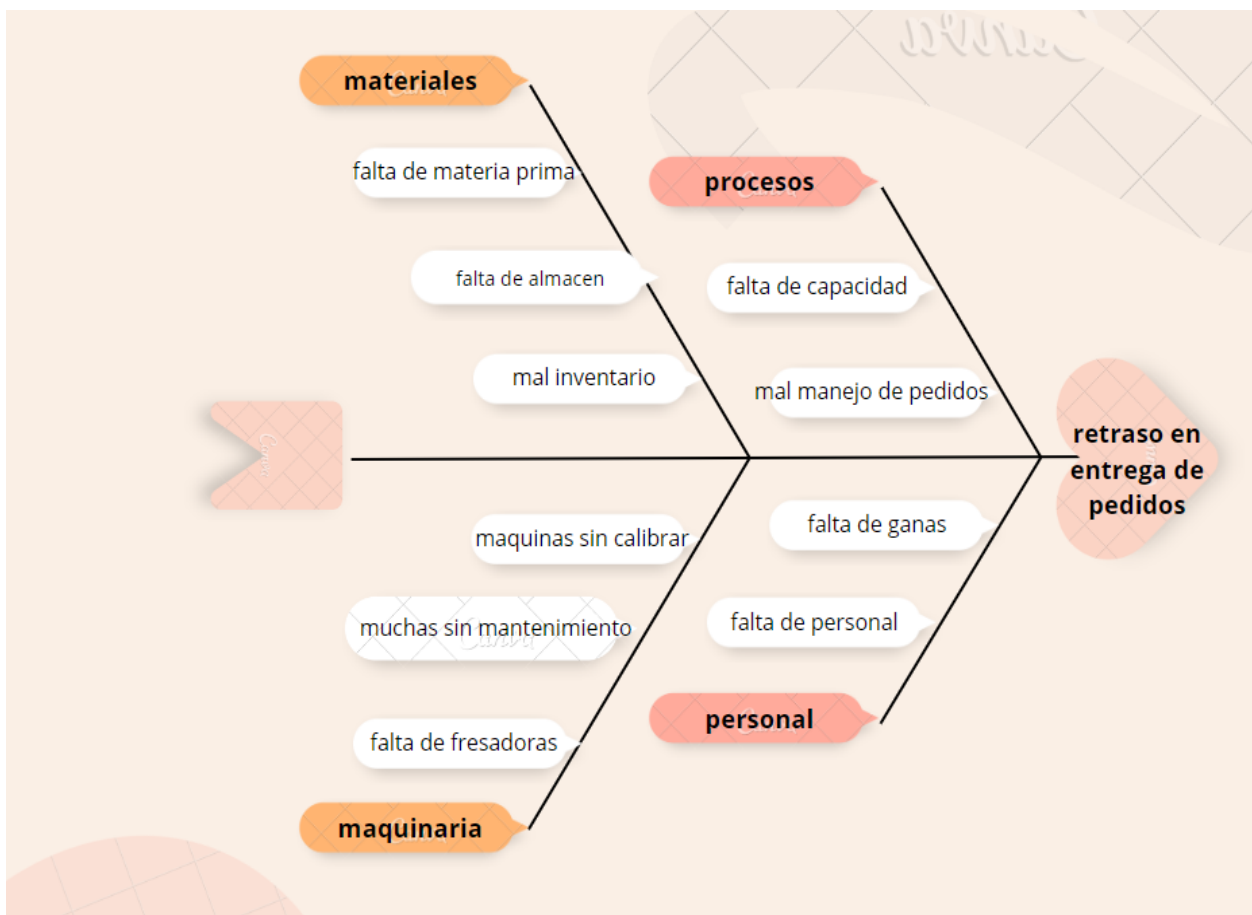 Canva
materiales
falta de materia prima
procesos
falta de almacen
falta de capacidad
mal inventario
mal manejo de pedidos
retraso en
entrega de
pedidos
maquinas sin calibrar
falta de ganas
muchas sin mantenimiento
falta de personal
falta de fresadoras
personal
maquinaria